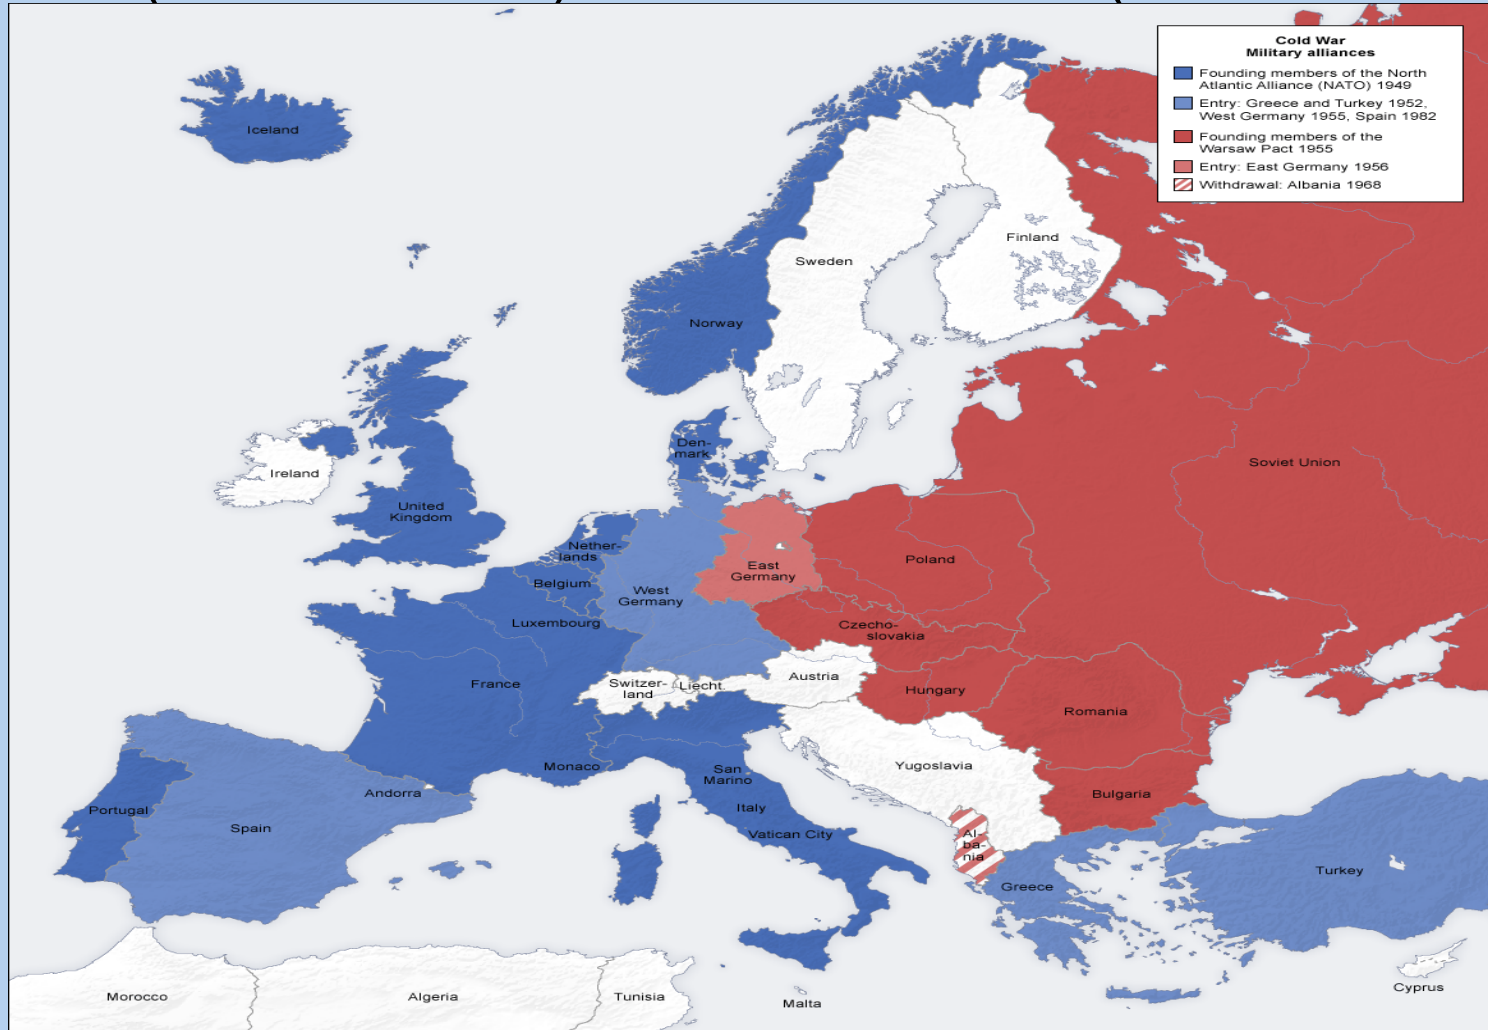 Cold War
Military alliances
Founding members of the North
Atlantic Alliance (NATO) 1949
Entry: Greece and Turkey 1952,
West Germany 1955, Spain 1982
Founding members of the
Warsaw Pact 1955
Entry: East Germany 1956
Withdrawal: Albania 1968
Iceland
Finland
Sweden
Norway
Den-
mark
Soviet Union
Ireland
United
Kingdom
Nether-
lands
Belgium
East
Germany
Poland
West
Germany
Luxembourg
Czecho-
slovakia
France
Switzer-
land
Liecht.
Austria
Hungary
Romania
Monaco
San
Marino
Yugoslavia
Andorra
Bulgaria
Portugal
Spain
Italy
Vatican City
Al-
ba-
nia
Greece
Turkey
Morocco
Algeria
Tunisia
Malta
Cyprus